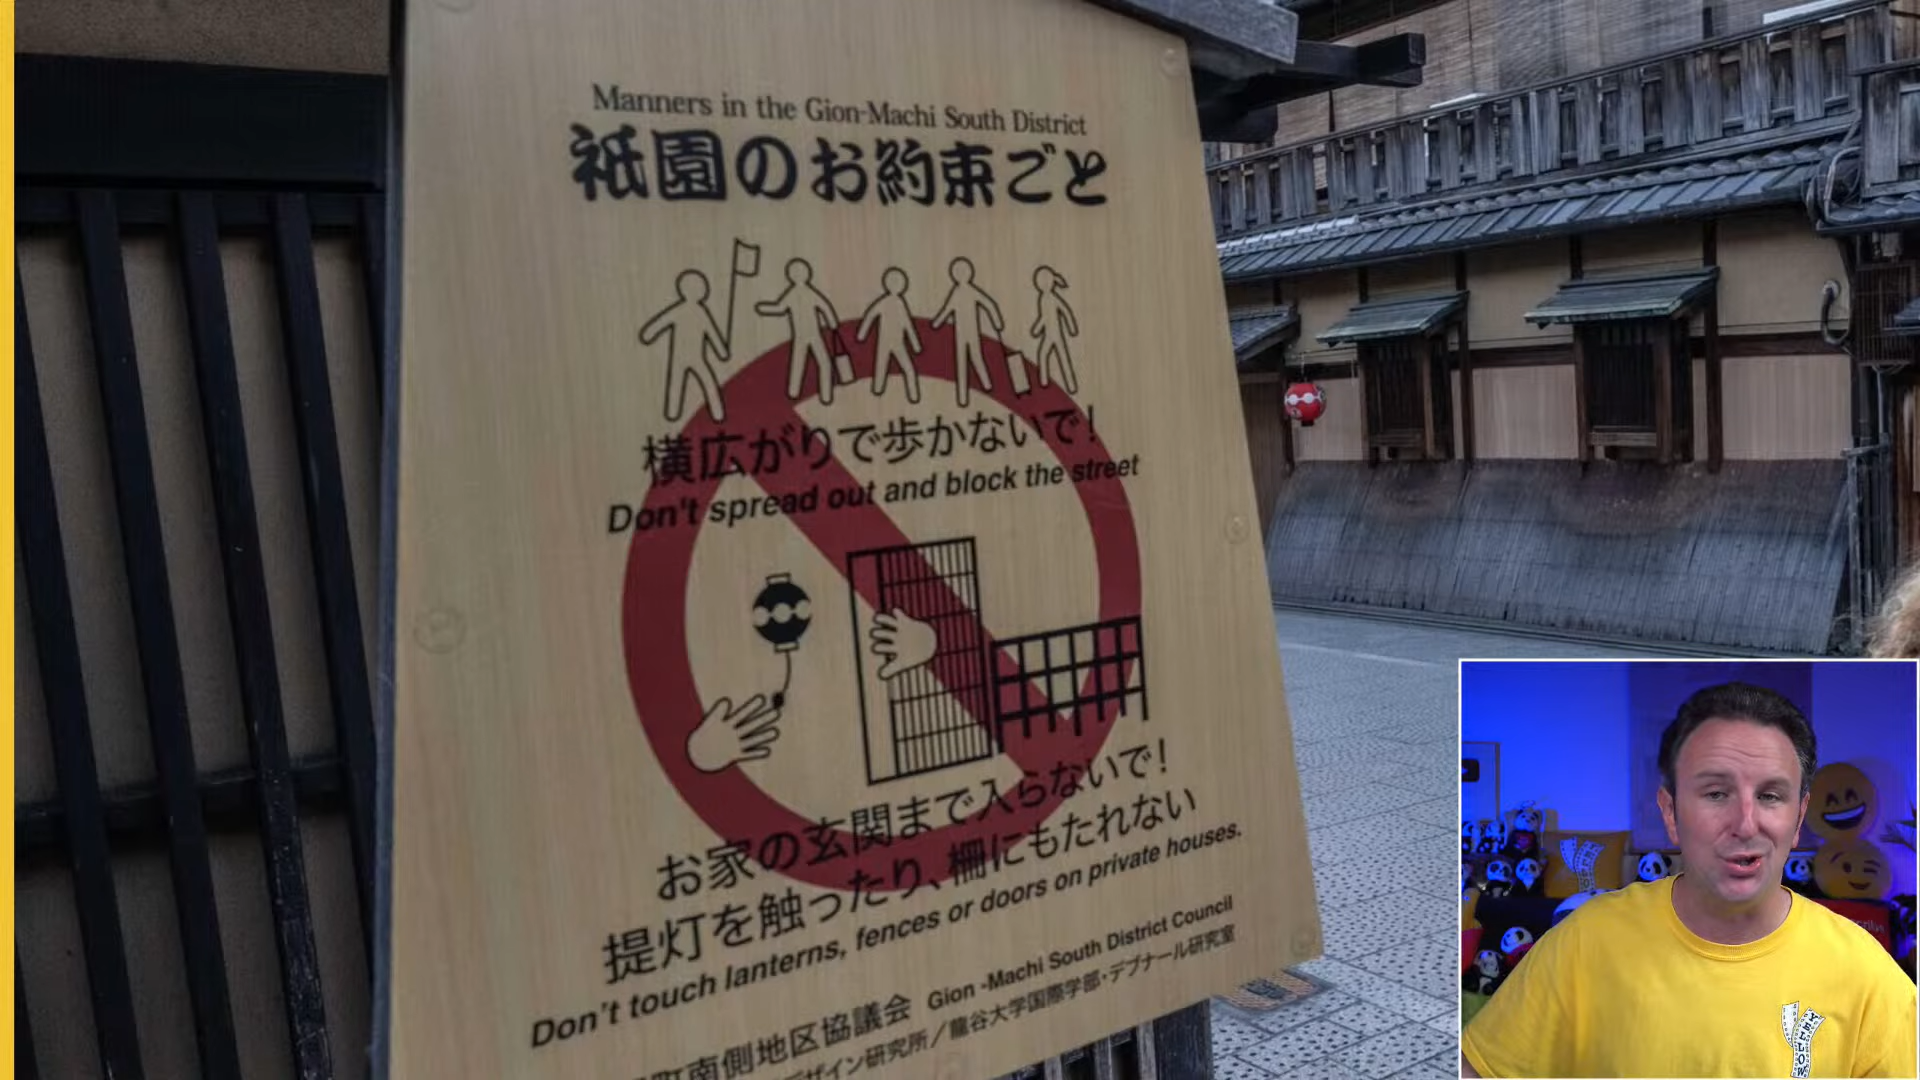 Manners in the Gion-Machi South District
祇園のお約束ごと
横広がりで歩かないで!
Don't spread out and block the street
お家の玄関まで入らないで!
提灯を触ったり、柵にもたれない
Don't touch lanterns, fences or doors on private houses.
町南側地区協議会 Gion -Machi South District Council
デザイン研究所/龍谷大学国際学部・デブナール研究室
YELLOW